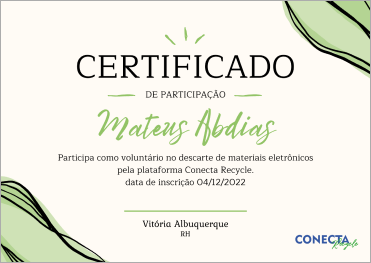 CERTIFICADO
DE PARTICIPAÇÃO
Mateus Abdias
Participa como voluntário no descarte de materiais eletrônicos
pela plataforma Conecta Recycle.
data de inscrição 04/12/2022
Vitória Albuquerque
RH
CONECTA
Recycle